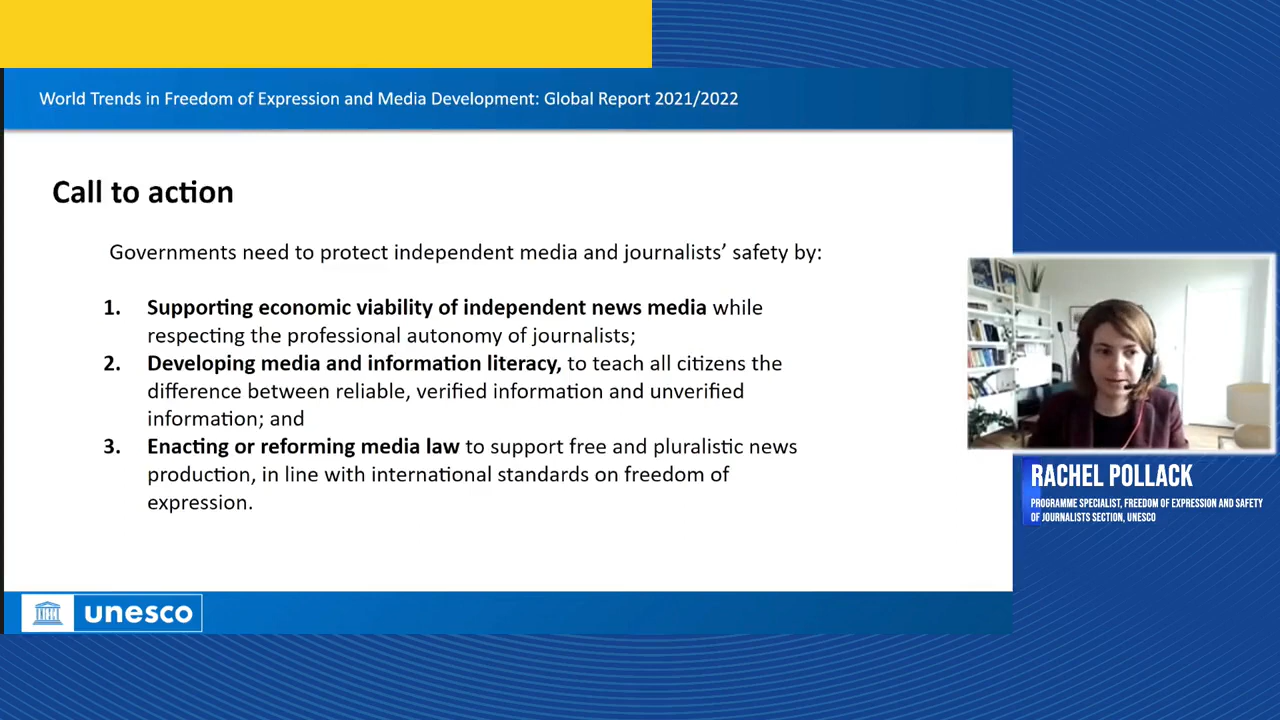 World Trends in Freedom of Expression and Media Development: Global Report 2021/2022
Call to action
Governments need to protect independent media and journalists’ safety by:
1. Supporting economic viability of independent news media while
respecting the professional autonomy of journalists;
2. Developing media and information literacy, to teach all citizens the
difference between reliable, verified information and unverified
information; and
3. Enacting or reforming media law to support free and pluralistic news
production, in line with international standards on freedom of
expression.
unesco
RACHEL POLLACK
PROGRAMME SPECIALIST, FREEDOM OF EXPRESSION AND SAFETY
OF JOURNALISTS SECTION, UNESCO